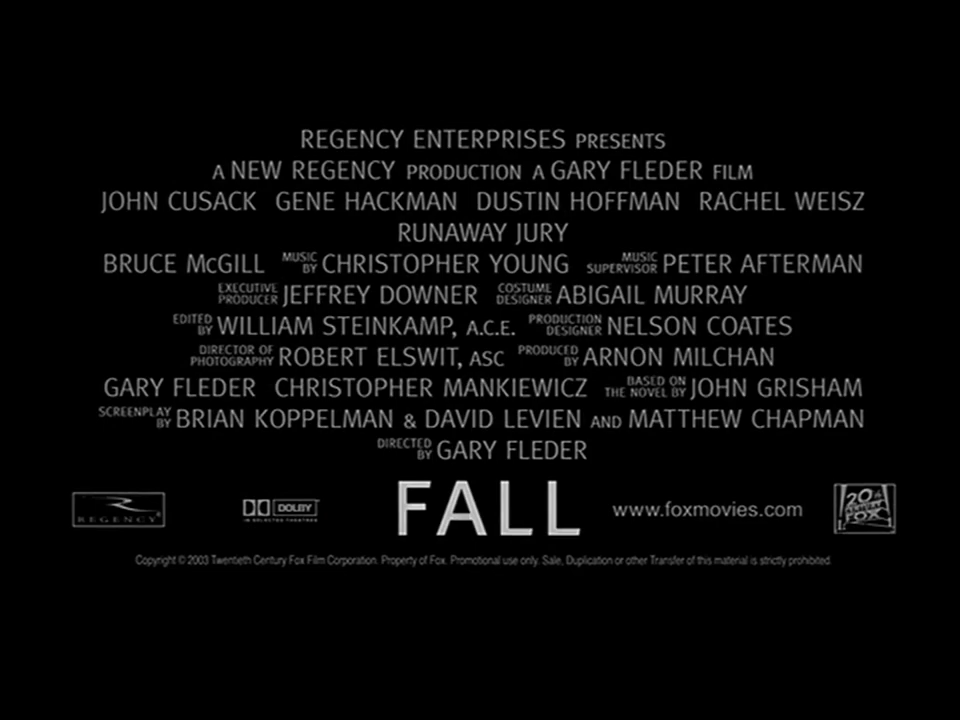 REGENCY ENTERPRISES PRESENTS
A NEW REGENCY PRODUCTION A GARY FLEDER FILM
JOHN CUSACK GENE HACKMAN DUSTIN HOFFMAN RACHEL WEISZ
RUNAWAY JURY
BRUCE McGILL MUSIC BY CHRISTOPHER YOUNG MUSIC SUPERVISOR PETER AFTERMAN
EXECUTIVE PRODUCER JEFFREY DOWNER COSTUME DESIGNER ABIGAIL MURRAY
EDITED BY WILLIAM STEINKAMP, A.C.E. PRODUCTION DESIGNER NELSON COATES
DIRECTOR OF PHOTOGRAPHY ROBERT ELSWIT, ASC PRODUCED BY ARNON MILCHAN
GARY FLEDER CHRISTOPHER MANKIEWICZ BASED ON THE NOVEL BY JOHN GRISHAM
SCREENPLAY BY BRIAN KOPPELMAN & DAVID LEVIEN AND MATTHEW CHAPMAN
DIRECTED BY GARY FLEDER
REGENCY DOLBY IN SELECTED THEATRES FALL www.foxmovies.com 20th CENTURY FOX
Copyright © 2003 Twentieth Century Fox Film Corporation. Property of Fox. Promotional use only. Sale, Duplication or other Transfer of this material is strictly prohibited.